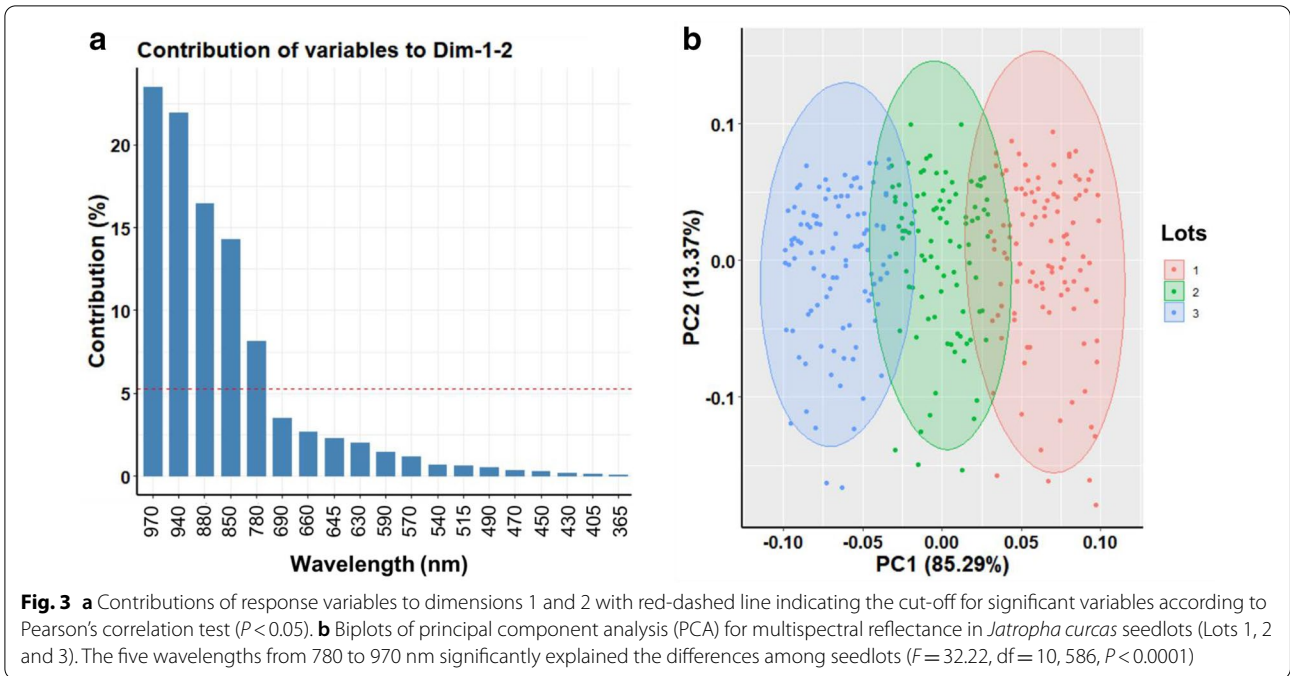 a
Contribution of variables to Dim-1-2
Contribution (%)
20
15
10
5
0
970 940 880 850 780 690 660 645 630 590 570 540 515 490 470 450 430 405 365
Wavelength (nm)
b
PC2 (13.37%)
0.1
0.0
-0.1
-0.10 -0.05 0.00 0.05 0.10
PC1 (85.29%)
Lots
1
2
3
Fig. 3 a Contributions of response variables to dimensions 1 and 2 with red-dashed line indicating the cut-off for significant variables according to
Pearson's correlation test (P < 0.05). b Biplots of principal component analysis (PCA) for multispectral reflectance in Jatropha curcas seedlots (Lots 1, 2
and 3). The five wavelengths from 780 to 970 nm significantly explained the differences among seedlots (F = 32.22, df = 10, 586, P < 0.0001)